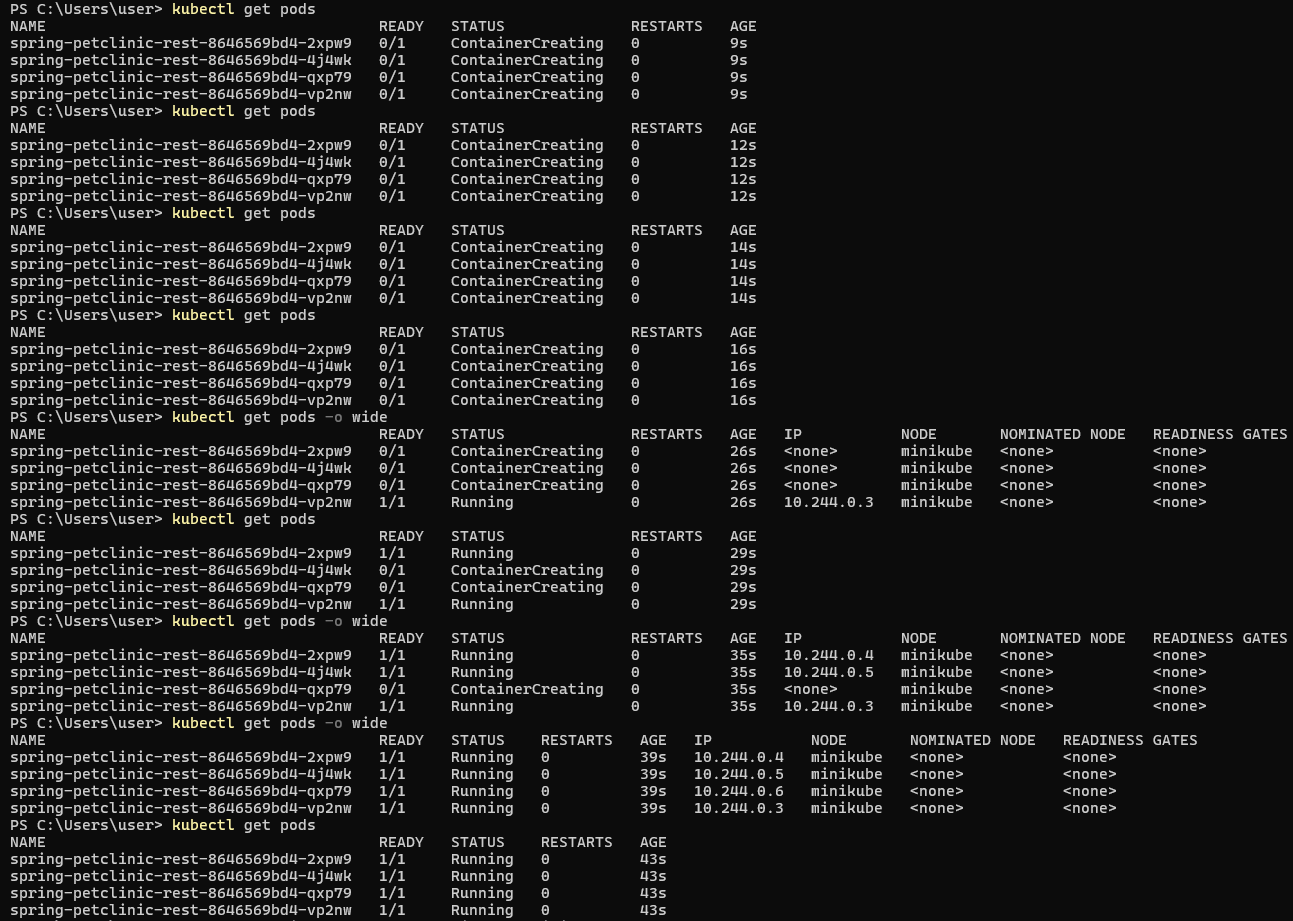 PS C:\Users\user> kubectl get pods
NAME READY STATUS RESTARTS AGE
spring-petclinic-rest-8646569bd4-2xpw9 0/1 ContainerCreating 0 9s
spring-petclinic-rest-8646569bd4-4j4wk 0/1 ContainerCreating 0 9s
spring-petclinic-rest-8646569bd4-qxp79 0/1 ContainerCreating 0 9s
spring-petclinic-rest-8646569bd4-vp2nw 0/1 ContainerCreating 0 9s
PS C:\Users\user> kubectl get pods
NAME READY STATUS RESTARTS AGE
spring-petclinic-rest-8646569bd4-2xpw9 0/1 ContainerCreating 0 12s
spring-petclinic-rest-8646569bd4-4j4wk 0/1 ContainerCreating 0 12s
spring-petclinic-rest-8646569bd4-qxp79 0/1 ContainerCreating 0 12s
spring-petclinic-rest-8646569bd4-vp2nw 0/1 ContainerCreating 0 12s
PS C:\Users\user> kubectl get pods
NAME READY STATUS RESTARTS AGE
spring-petclinic-rest-8646569bd4-2xpw9 0/1 ContainerCreating 0 14s
spring-petclinic-rest-8646569bd4-4j4wk 0/1 ContainerCreating 0 14s
spring-petclinic-rest-8646569bd4-qxp79 0/1 ContainerCreating 0 14s
spring-petclinic-rest-8646569bd4-vp2nw 0/1 ContainerCreating 0 14s
PS C:\Users\user> kubectl get pods
NAME READY STATUS RESTARTS AGE
spring-petclinic-rest-8646569bd4-2xpw9 0/1 ContainerCreating 0 16s
spring-petclinic-rest-8646569bd4-4j4wk 0/1 ContainerCreating 0 16s
spring-petclinic-rest-8646569bd4-qxp79 0/1 ContainerCreating 0 16s
spring-petclinic-rest-8646569bd4-vp2nw 0/1 ContainerCreating 0 16s
PS C:\Users\user> kubectl get pods -o wide
NAME READY STATUS RESTARTS AGE IP NODE NOMINATED NODE READINESS GATES
spring-petclinic-rest-8646569bd4-2xpw9 0/1 ContainerCreating 0 26s <none> minikube <none> <none>
spring-petclinic-rest-8646569bd4-4j4wk 0/1 ContainerCreating 0 26s <none> minikube <none> <none>
spring-petclinic-rest-8646569bd4-qxp79 0/1 ContainerCreating 0 26s <none> minikube <none> <none>
spring-petclinic-rest-8646569bd4-vp2nw 1/1 Running 0 26s 10.244.0.3 minikube <none> <none>
PS C:\Users\user> kubectl get pods
NAME READY STATUS RESTARTS AGE
spring-petclinic-rest-8646569bd4-2xpw9 1/1 Running 0 29s
spring-petclinic-rest-8646569bd4-4j4wk 0/1 ContainerCreating 0 29s
spring-petclinic-rest-8646569bd4-qxp79 0/1 ContainerCreating 0 29s
spring-petclinic-rest-8646569bd4-vp2nw 1/1 Running 0 29s
PS C:\Users\user> kubectl get pods -o wide
NAME READY STATUS RESTARTS AGE IP NODE NOMINATED NODE READINESS GATES
spring-petclinic-rest-8646569bd4-2xpw9 1/1 Running 0 35s 10.244.0.4 minikube <none> <none>
spring-petclinic-rest-8646569bd4-4j4wk 1/1 Running 0 35s 10.244.0.5 minikube <none> <none>
spring-petclinic-rest-8646569bd4-qxp79 0/1 ContainerCreating 0 35s <none> minikube <none> <none>
spring-petclinic-rest-8646569bd4-vp2nw 1/1 Running 0 35s 10.244.0.3 minikube <none> <none>
PS C:\Users\user> kubectl get pods -o wide
NAME READY STATUS RESTARTS AGE IP NODE NOMINATED NODE READINESS GATES
spring-petclinic-rest-8646569bd4-2xpw9 1/1 Running 0 39s 10.244.0.4 minikube <none> <none>
spring-petclinic-rest-8646569bd4-4j4wk 1/1 Running 0 39s 10.244.0.5 minikube <none> <none>
spring-petclinic-rest-8646569bd4-qxp79 1/1 Running 0 39s 10.244.0.6 minikube <none> <none>
spring-petclinic-rest-8646569bd4-vp2nw 1/1 Running 0 39s 10.244.0.3 minikube <none> <none>
PS C:\Users\user> kubectl get pods
NAME READY STATUS RESTARTS AGE
spring-petclinic-rest-8646569bd4-2xpw9 1/1 Running 0 43s
spring-petclinic-rest-8646569bd4-4j4wk 1/1 Running 0 43s
spring-petclinic-rest-8646569bd4-qxp79 1/1 Running 0 43s
spring-petclinic-rest-8646569bd4-vp2nw 1/1 Running 0 43s